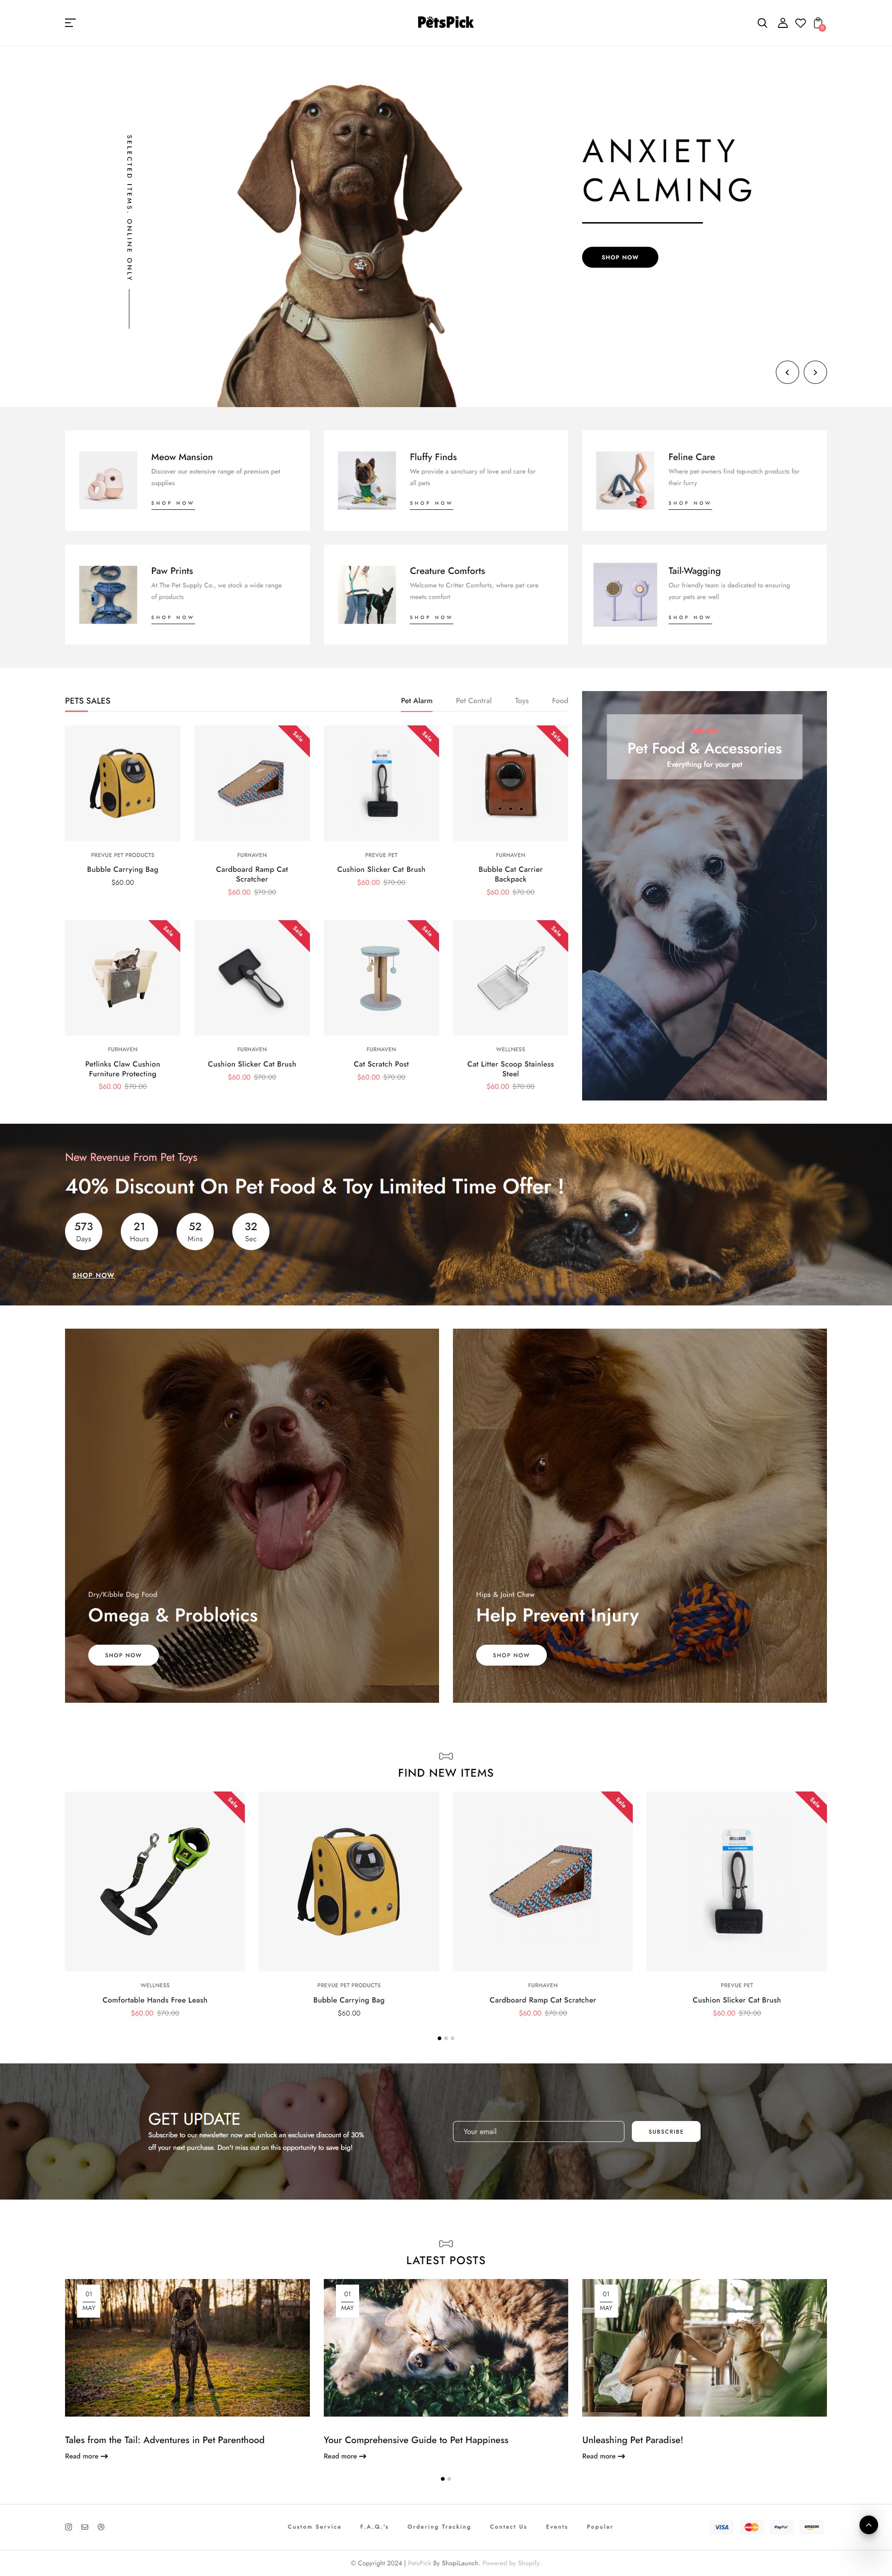 PetsPick
0
SELECTED ITEMS. ONLINE ONLY
ANXIETY
CALMING
SHOP NOW
Meow Mansion
Discover our extensive range of premium pet
supplies
SHOP NOW
Fluffy Finds
We provide a sanctuary of love and care for
all pets
SHOP NOW
Feline Care
Where pet owners find top-notch products for
their furry
SHOP NOW
Paw Prints
At The Pet Supply Co., we stock a wide range
of products
SHOP NOW
Creature Comforts
Welcome to Critter Comforts, where pet care
meets comfort
SHOP NOW
Tail-Wagging
Our friendly team is dedicated to ensuring
your pets are well
SHOP NOW
PETS SALES
Pet Alarm
Pet Central
Toys
Food
Sale
Sale
Sale
PREVUE PET PRODUCTS
Bubble Carrying Bag
$60.00
FURHAVEN
Cardboard Ramp Cat
Scratcher
$60.00 $70.00
PREVUE PET
Cushion Slicker Cat Brush
$60.00 $70.00
FURHAVEN
Bubble Cat Carrier
Backpack
$60.00 $70.00
Sale
Sale
Sale
Sale
FURHAVEN
Petlinks Claw Cushion
Furniture Protecting
$60.00 $70.00
FURHAVEN
Cushion Slicker Cat Brush
$60.00 $70.00
FURHAVEN
Cat Scratch Post
$60.00 $70.00
WELLNESS
Cat Litter Scoop Stainless
Steel
$60.00 $70.00
Pet Food & Accessories
Everything for your pet
New Revenue From Pet Toys
40% Discount On Pet Food & Toy Limited Time Offer !
573
Days
21
Hours
52
Mins
32
Sec
SHOP NOW
Dry/Kibble Dog Food
Omega & Problotics
SHOP NOW
Hips & Joint Chew
Help Prevent Injury
SHOP NOW
FIND NEW ITEMS
Sale
Sale
Sale
WELLNESS
Comfortable Hands Free Leash
$60.00 $70.00
PREVUE PET PRODUCTS
Bubble Carrying Bag
$60.00
FURHAVEN
Cardboard Ramp Cat Scratcher
$60.00 $70.00
PREVUE PET
Cushion Slicker Cat Brush
$60.00 $70.00
GET UPDATE
Subscribe to our newsletter now and unlock an exclusive discount of 30%
off your next purchase. Don't miss out on this opportunity to save big!
Your email
SUBSCRIBE
LATEST POSTS
01
MAY
Tales from the Tail: Adventures in Pet Parenthood
Read more
01
MAY
Your Comprehensive Guide to Pet Happiness
Read more
01
MAY
Unleashing Pet Paradise!
Read more
Custom Service
F.A.Q.'s
Ordering Tracking
Contact Us
Events
Popular
VISA
PayPal
amazon
© Copyright 2024 | PetsPick By ShopiLaunch. Powered by Shopify.